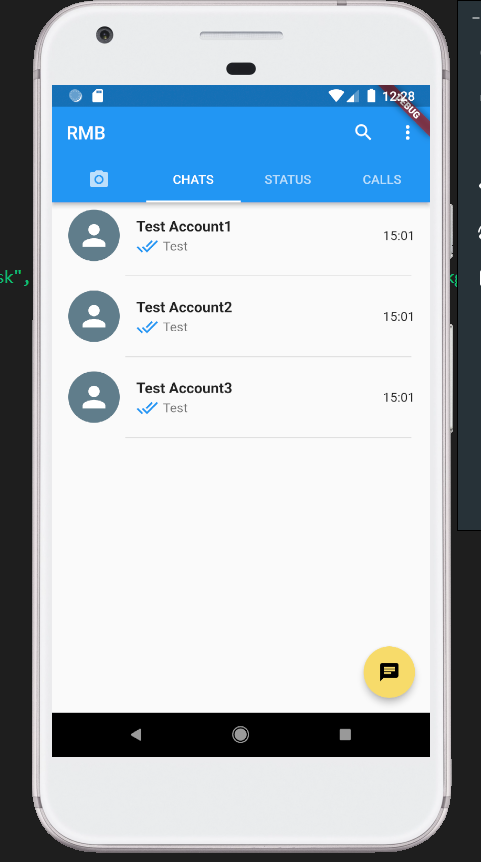 12:28
DEBUG
RMB
CHATS STATUS CALLS
Test Account1
15:01
Test
sk",
Test Account2
15:01
Test
Test Account3
15:01
Test